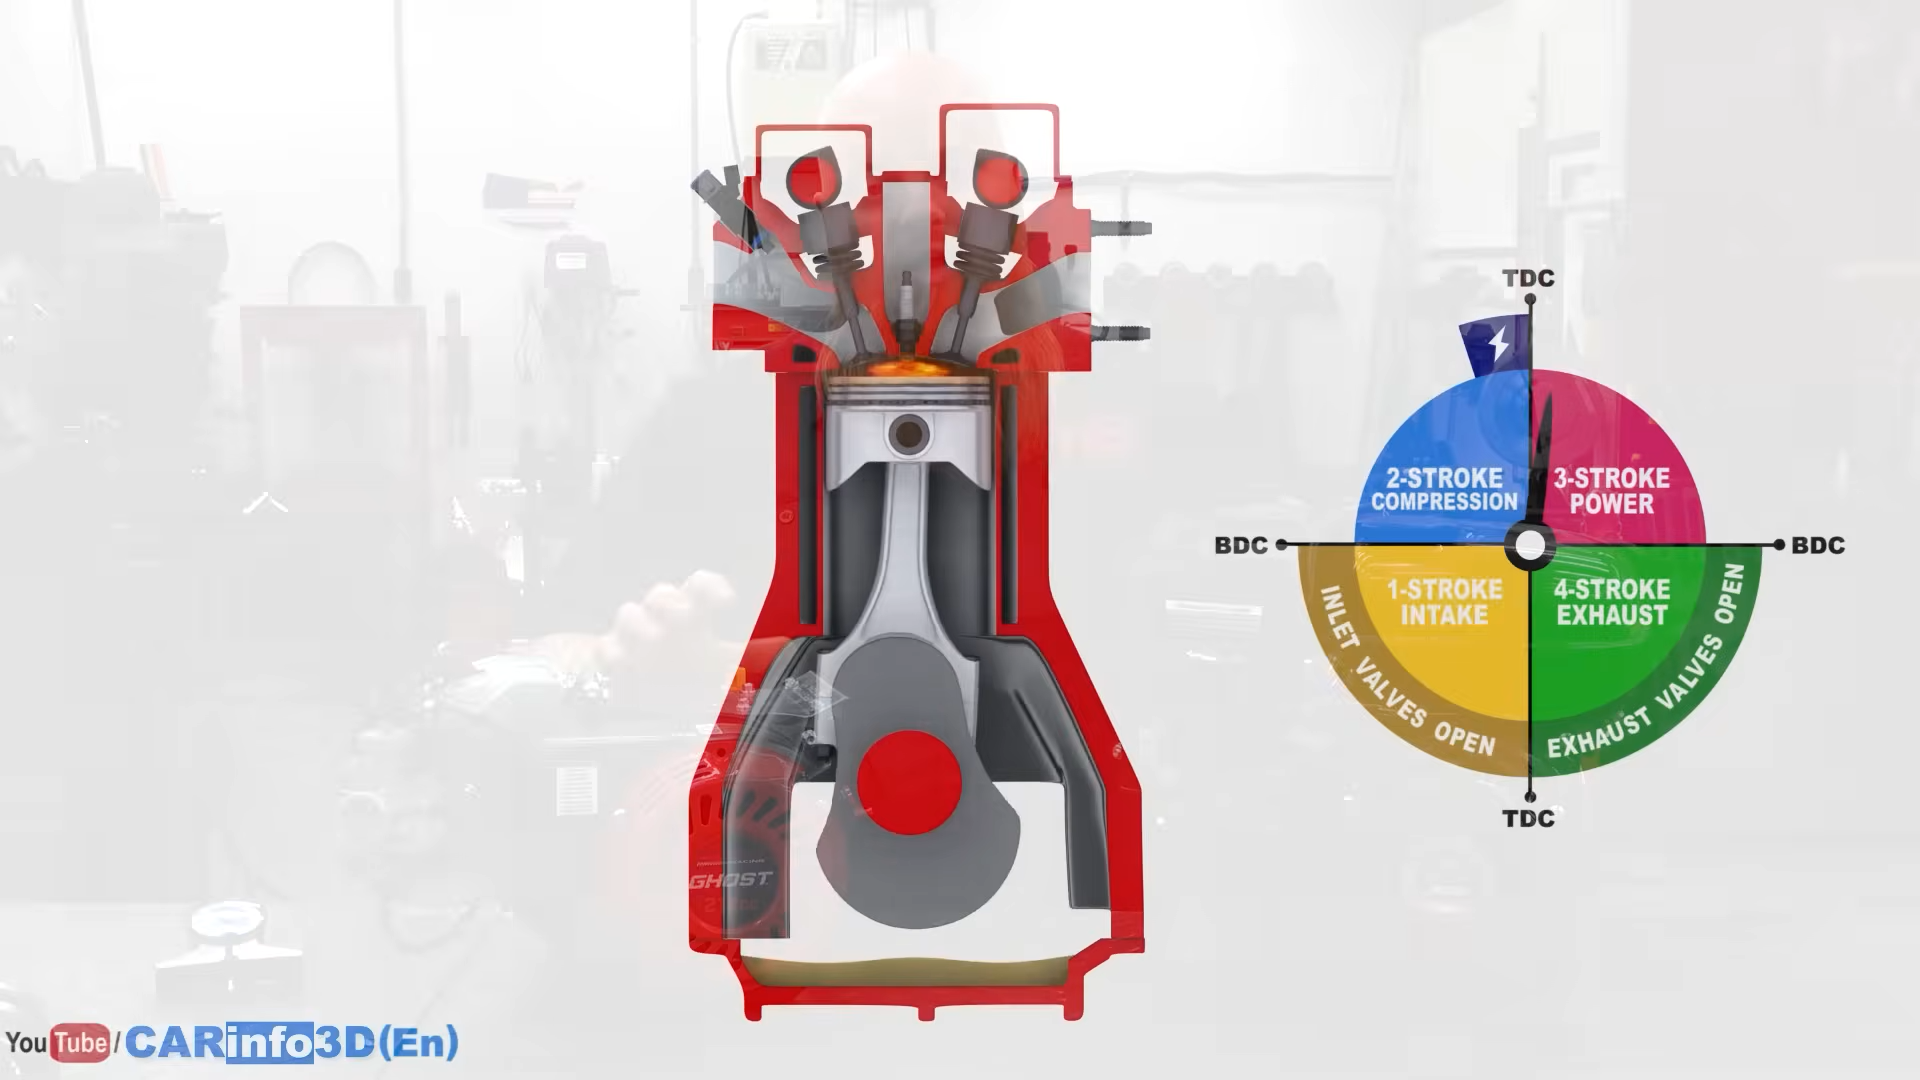 TDC
2-STROKE
COMPRESSION
3-STROKE
POWER
BDC
BDC
1-STROKE
INTAKE
4-STROKE
EXHAUST
INLET VALVES OPEN
EXHAUST VALVES OPEN
TDC
GHOST
YouTube/CARinfo3D(En)